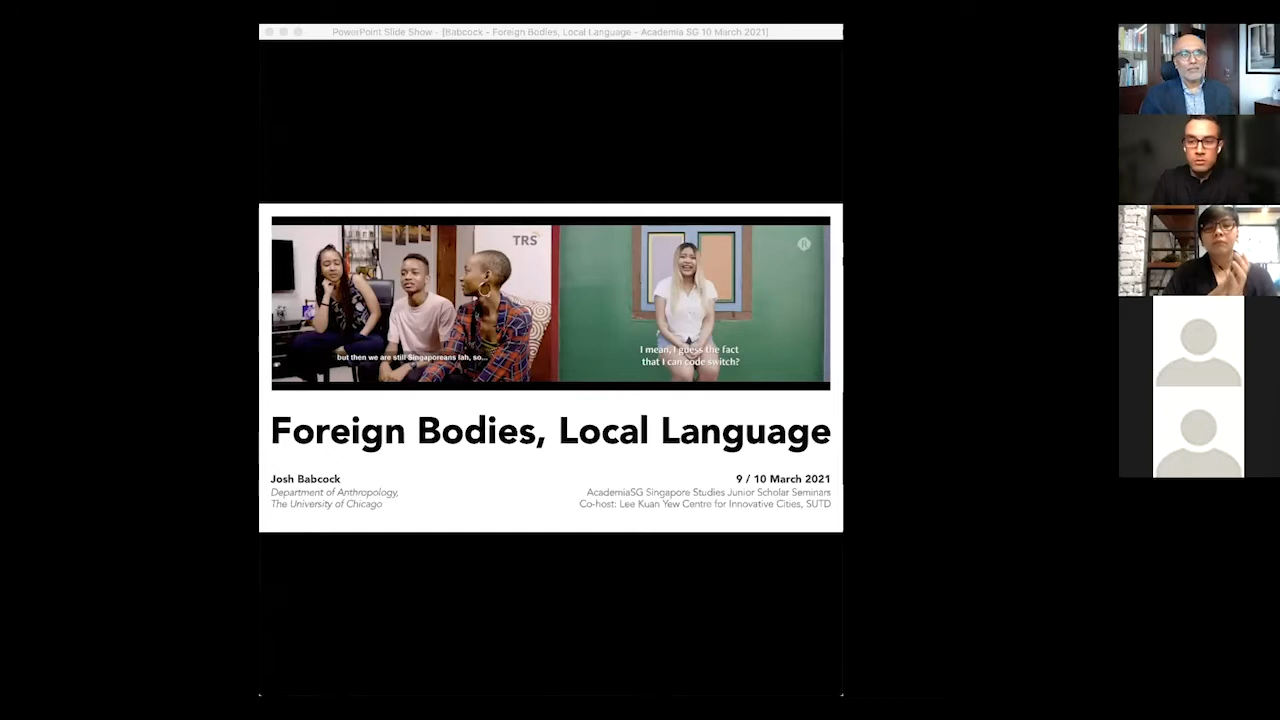 PowerPoint Slide Show - [Babcock - Foreign Bodies, Local Language - Academia SG 10 March 2021]
TRS
but then we are still Singaporeans lah, so...
I mean, I guess the fact
that I can code switch?
Foreign Bodies, Local Language
Josh Babcock
Department of Anthropology,
The University of Chicago
9 / 10 March 2021
AcademiaSG Singapore Studies Junior Scholar Seminars
Co-host: Lee Kuan Yew Centre for Innovative Cities, SUTD